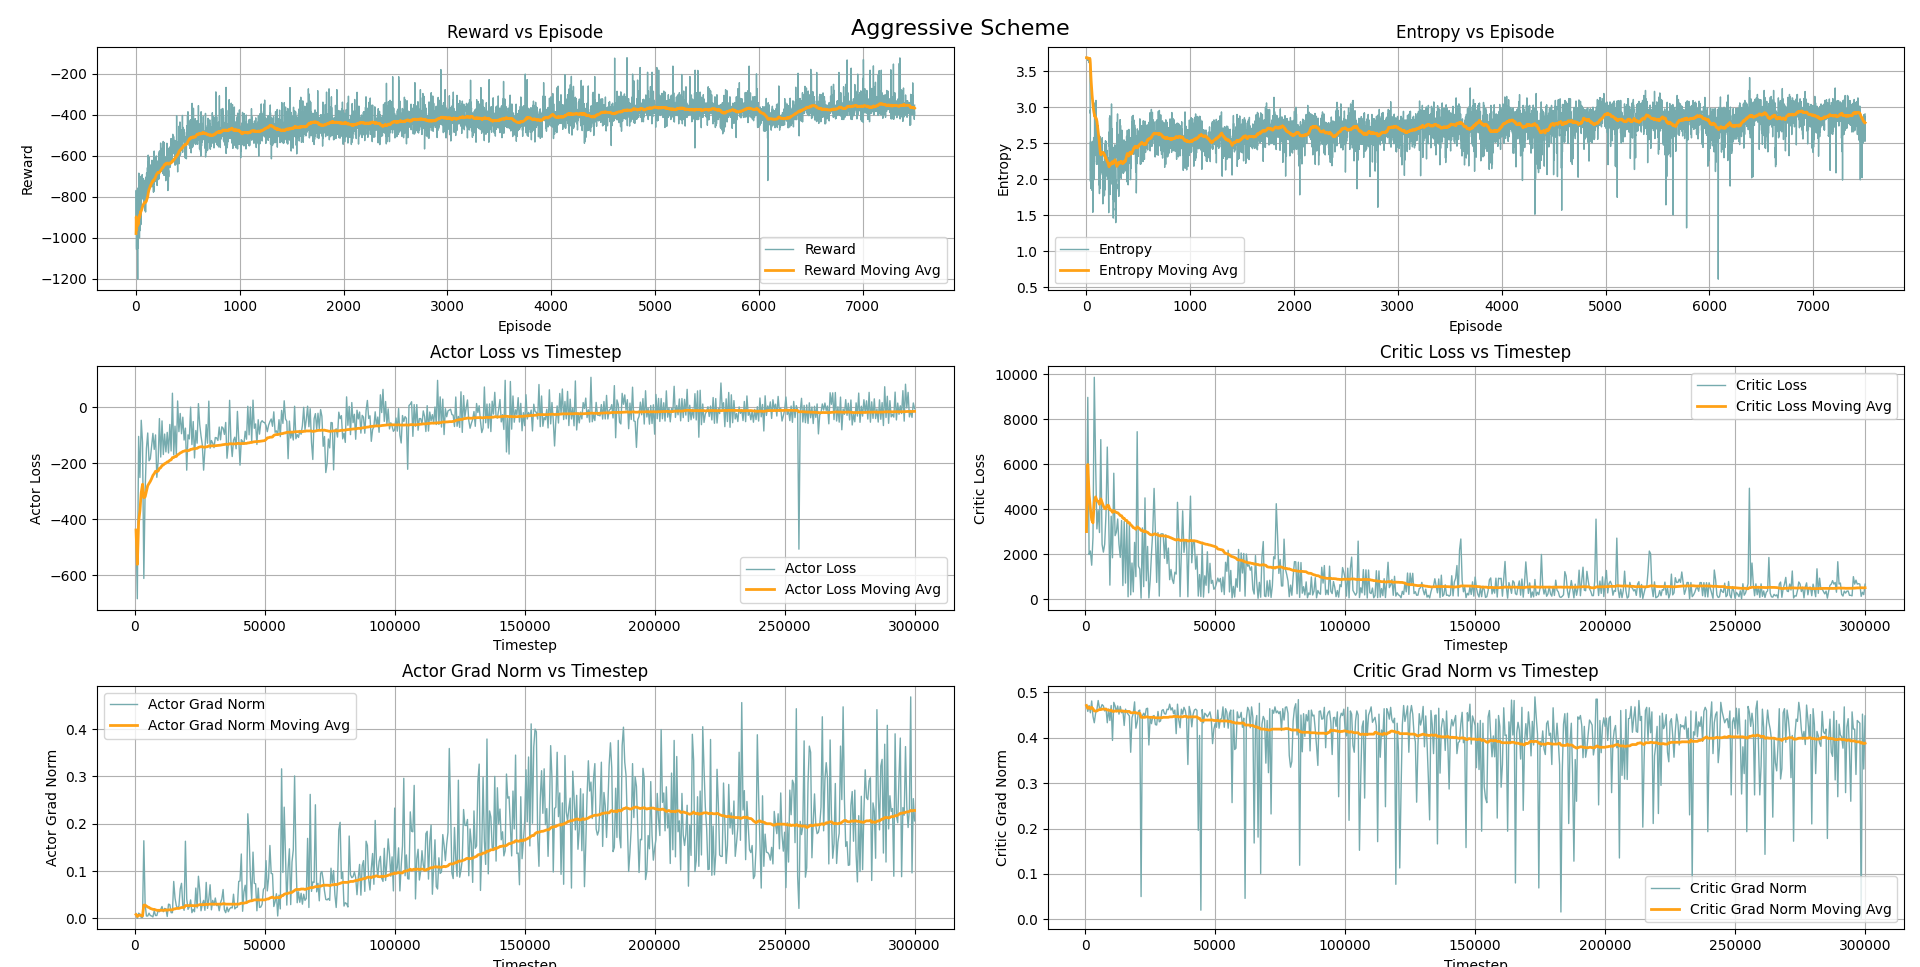 Aggressive Scheme
Reward vs Episode
−200
−400
−600
−800
−1000
−1200
Reward
0 1000 2000 3000 4000 5000 6000 7000
Episode
Reward
Reward Moving Avg
Entropy vs Episode
3.5
3.0
2.5
2.0
1.5
1.0
0.5
Entropy
0 1000 2000 3000 4000 5000 6000 7000
Episode
Entropy
Entropy Moving Avg
Actor Loss vs Timestep
0
−200
−400
−600
Actor Loss
0 50000 100000 150000 200000 250000 300000
Timestep
Actor Loss
Actor Loss Moving Avg
Critic Loss vs Timestep
10000
8000
6000
4000
2000
0
Critic Loss
0 50000 100000 150000 200000 250000 300000
Timestep
Critic Loss
Critic Loss Moving Avg
Actor Grad Norm vs Timestep
0.4
0.3
0.2
0.1
0.0
Actor Grad Norm
0 50000 100000 150000 200000 250000 300000
Timestep
Actor Grad Norm
Actor Grad Norm Moving Avg
Critic Grad Norm vs Timestep
0.5
0.4
0.3
0.2
0.1
0.0
Critic Grad Norm
0 50000 100000 150000 200000 250000 300000
Timestep
Critic Grad Norm
Critic Grad Norm Moving Avg